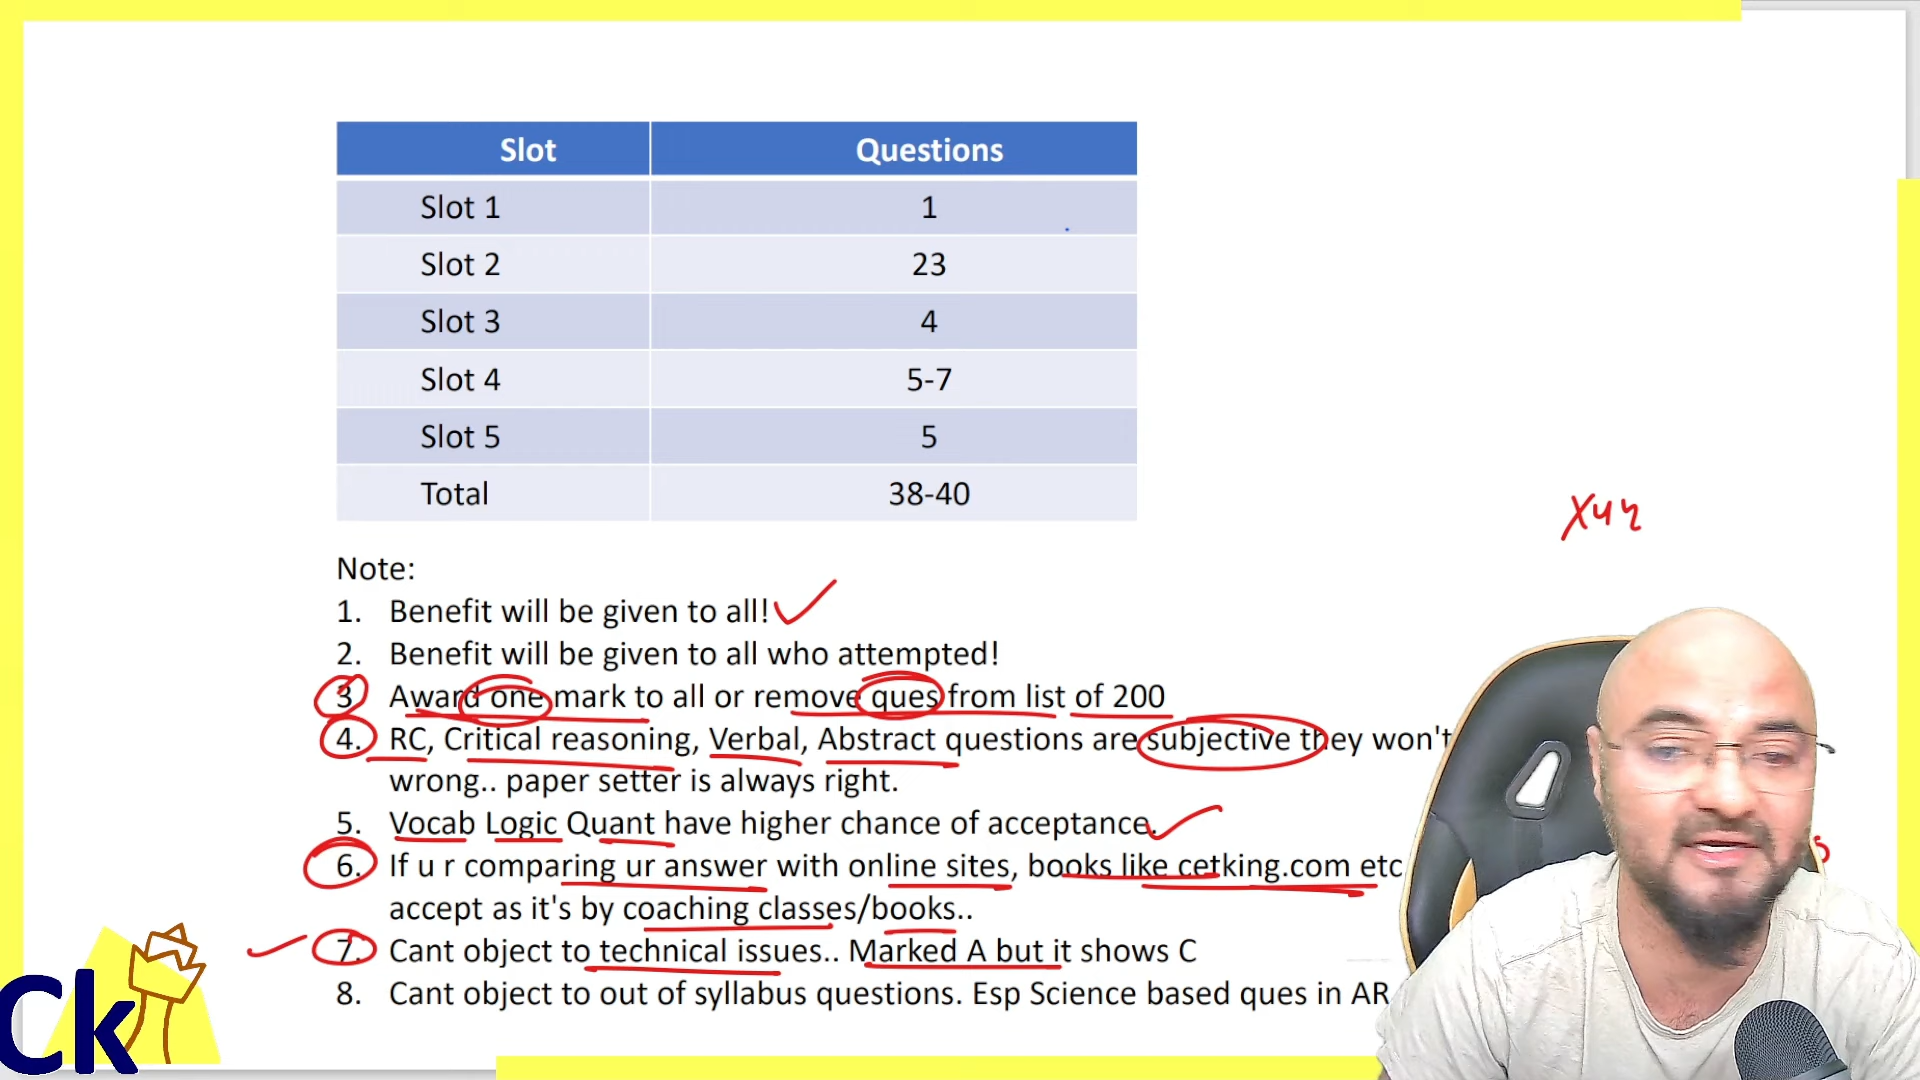 Slot Questions
Slot 1 1
Slot 2 23
Slot 3 4
Slot 4 5-7
Slot 5 5
Total 38-40
Note:
1. Benefit will be given to all!
2. Benefit will be given to all who attempted!
3. Award one mark to all or remove ques from list of 200
4. RC, Critical reasoning, Verbal, Abstract questions are subjective they won't
wrong.. paper setter is always right.
5. Vocab Logic Quant have higher chance of acceptance.
6. If u r comparing ur answer with online sites, books like cetking.com etc
accept as it's by coaching classes/books..
7. Cant object to technical issues.. Marked A but it shows C
8. Cant object to out of syllabus questions. Esp Science based ques in AR
Ck